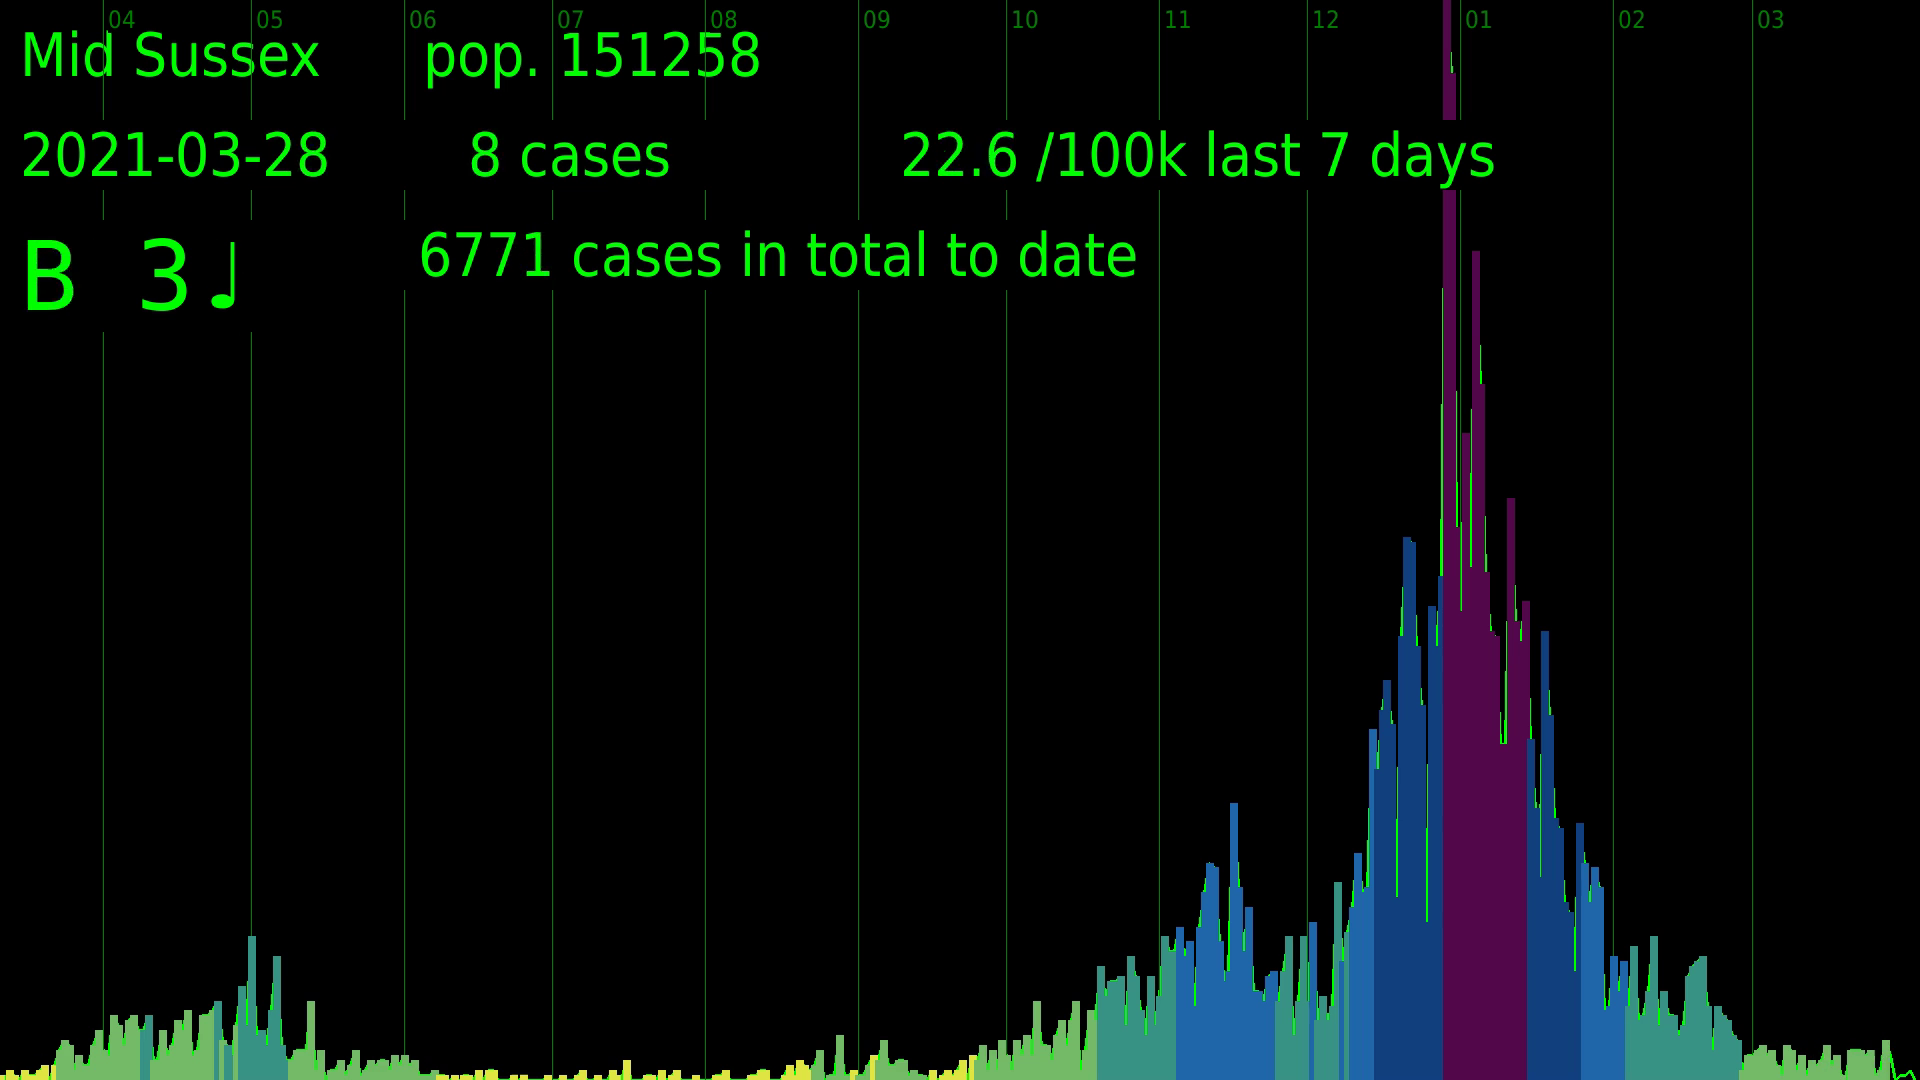 04 05 06 07 08 09 10 11 12 01 02 03
Mid Sussex pop. 151258
2021-03-28 8 cases 22.6 /100k last 7 days
B 3♩ 6771 cases in total to date